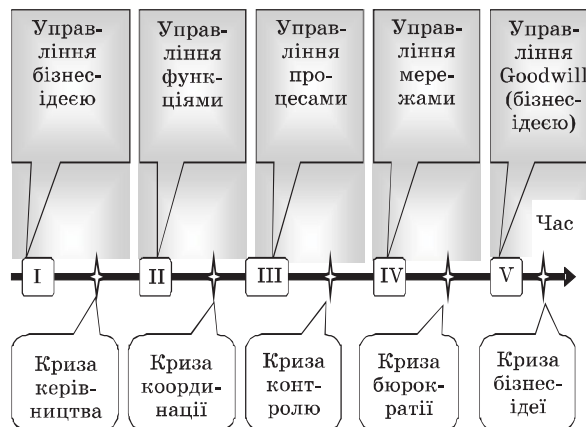 Управ-
ління
бізнес-
ідеєю
Управ-
ління
функ-
ціями
Управ-
ління
про-
цесами
Управ-
ління
мере-
жами
Управ-
ління
Goodwill
(бізнес-
ідеєю)
Час
I
II
III
IV
V
Криза
керів-
ництва
Криза
коорди-
нації
Криза
конт-
ролю
Криза
бюрок-
ратії
Криза
бізнес-
ідеї